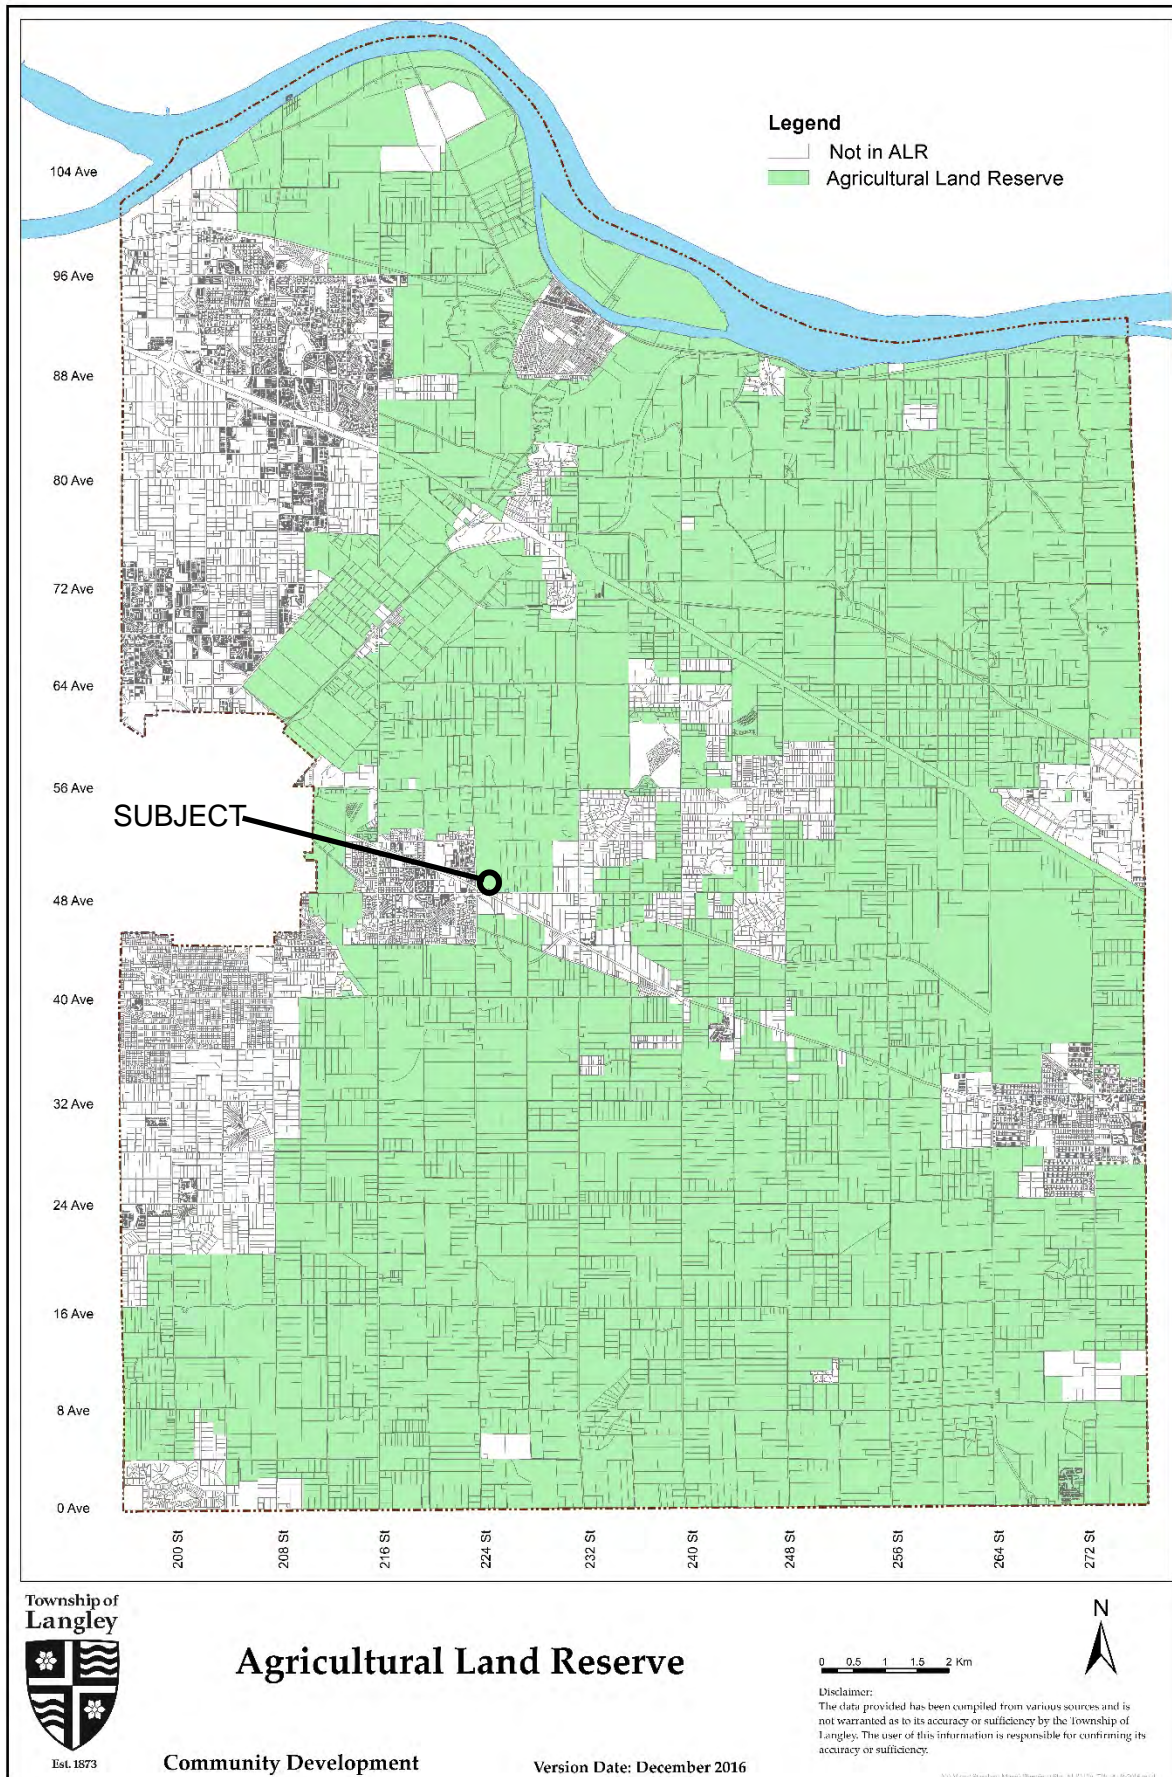 Legend
Not in ALR
Agricultural Land Reserve
104 Ave
96 Ave
88 Ave
80 Ave
72 Ave
64 Ave
56 Ave
SUBJECT
48 Ave
40 Ave
32 Ave
24 Ave
16 Ave
8 Ave
0 Ave
200 St
208 St
216 St
224 St
232 St
240 St
248 St
256 St
264 St
272 St
Township of
Langley
Est. 1873
Agricultural Land Reserve
Community Development
Version Date: December 2016
0 0.5 1 1.5 2 Km
N
Disclaimer:
The data provided has been compiled from various sources and is
not warranted as to its accuracy or sufficiency by the Township of
Langley. The user of this information is responsible for confirming its
accuracy or sufficiency.